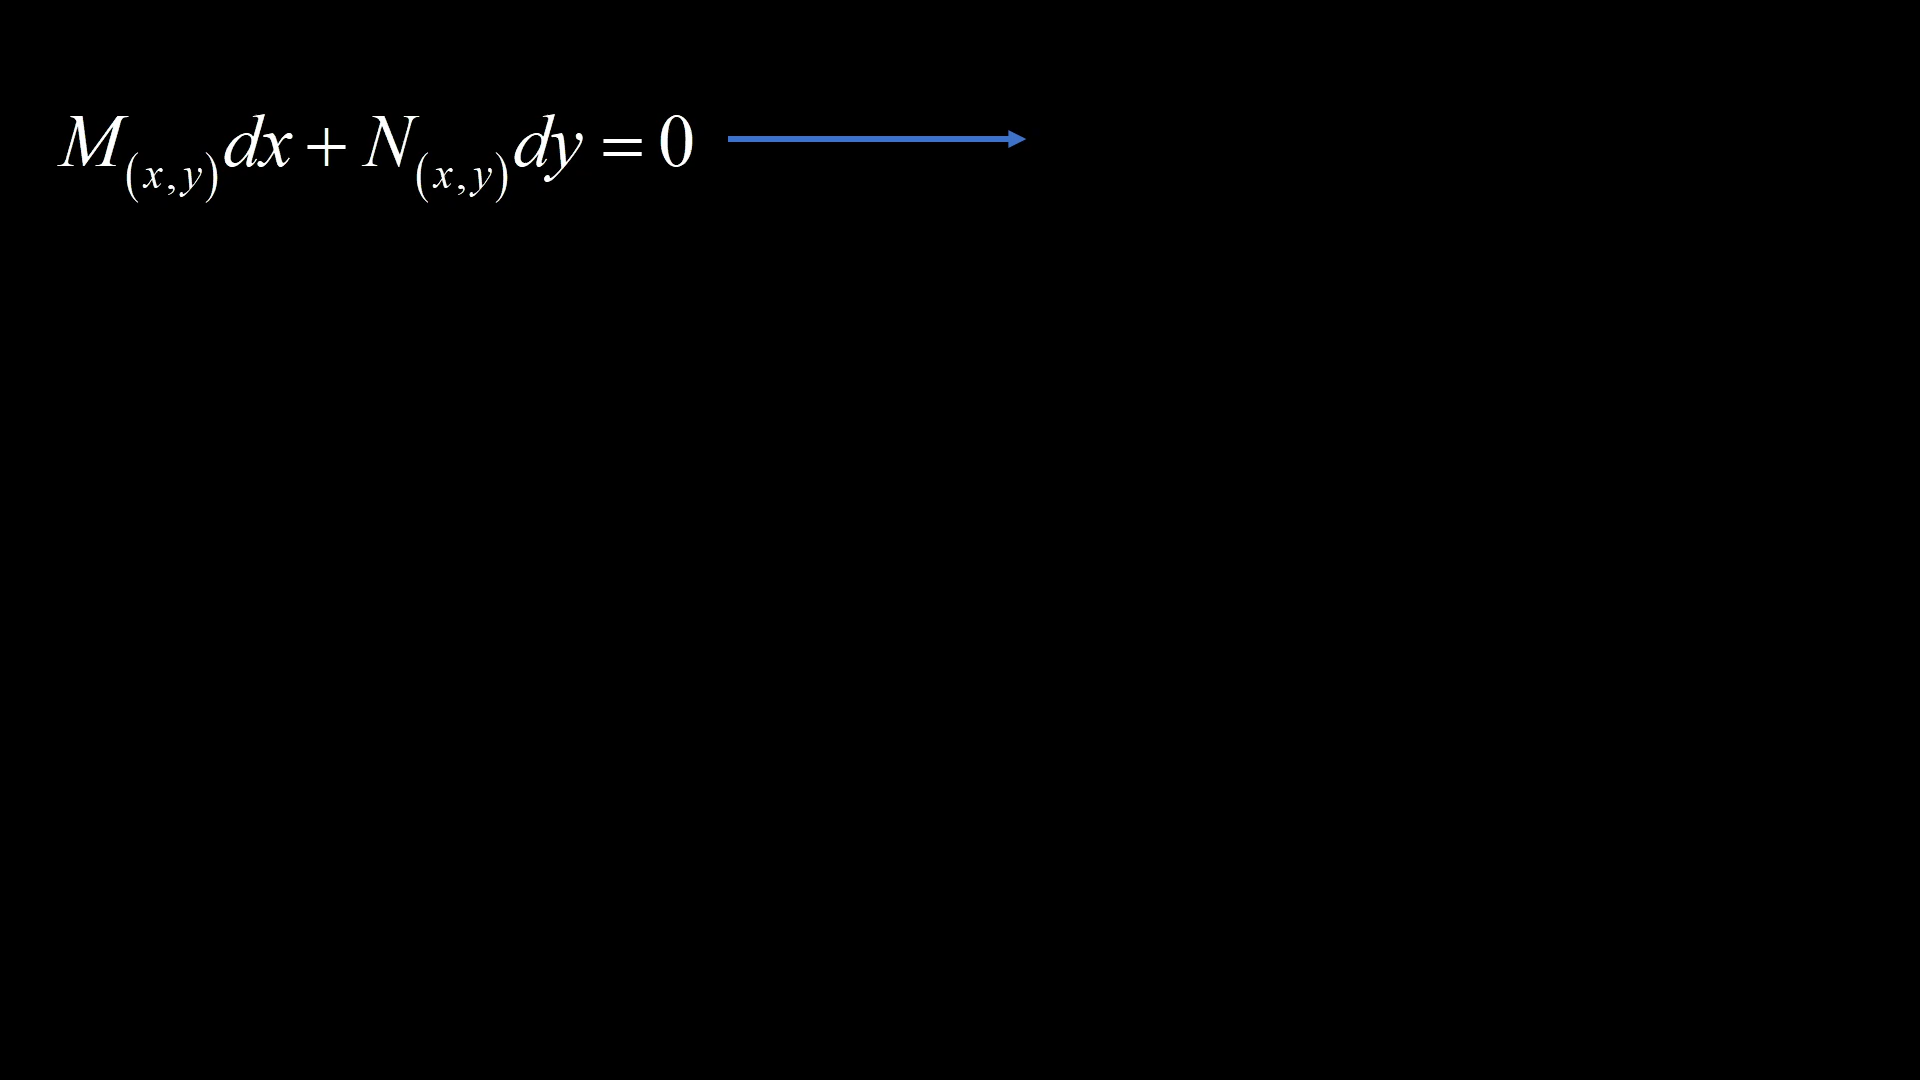 M(x,y)dx + N(x,y)dy = 0